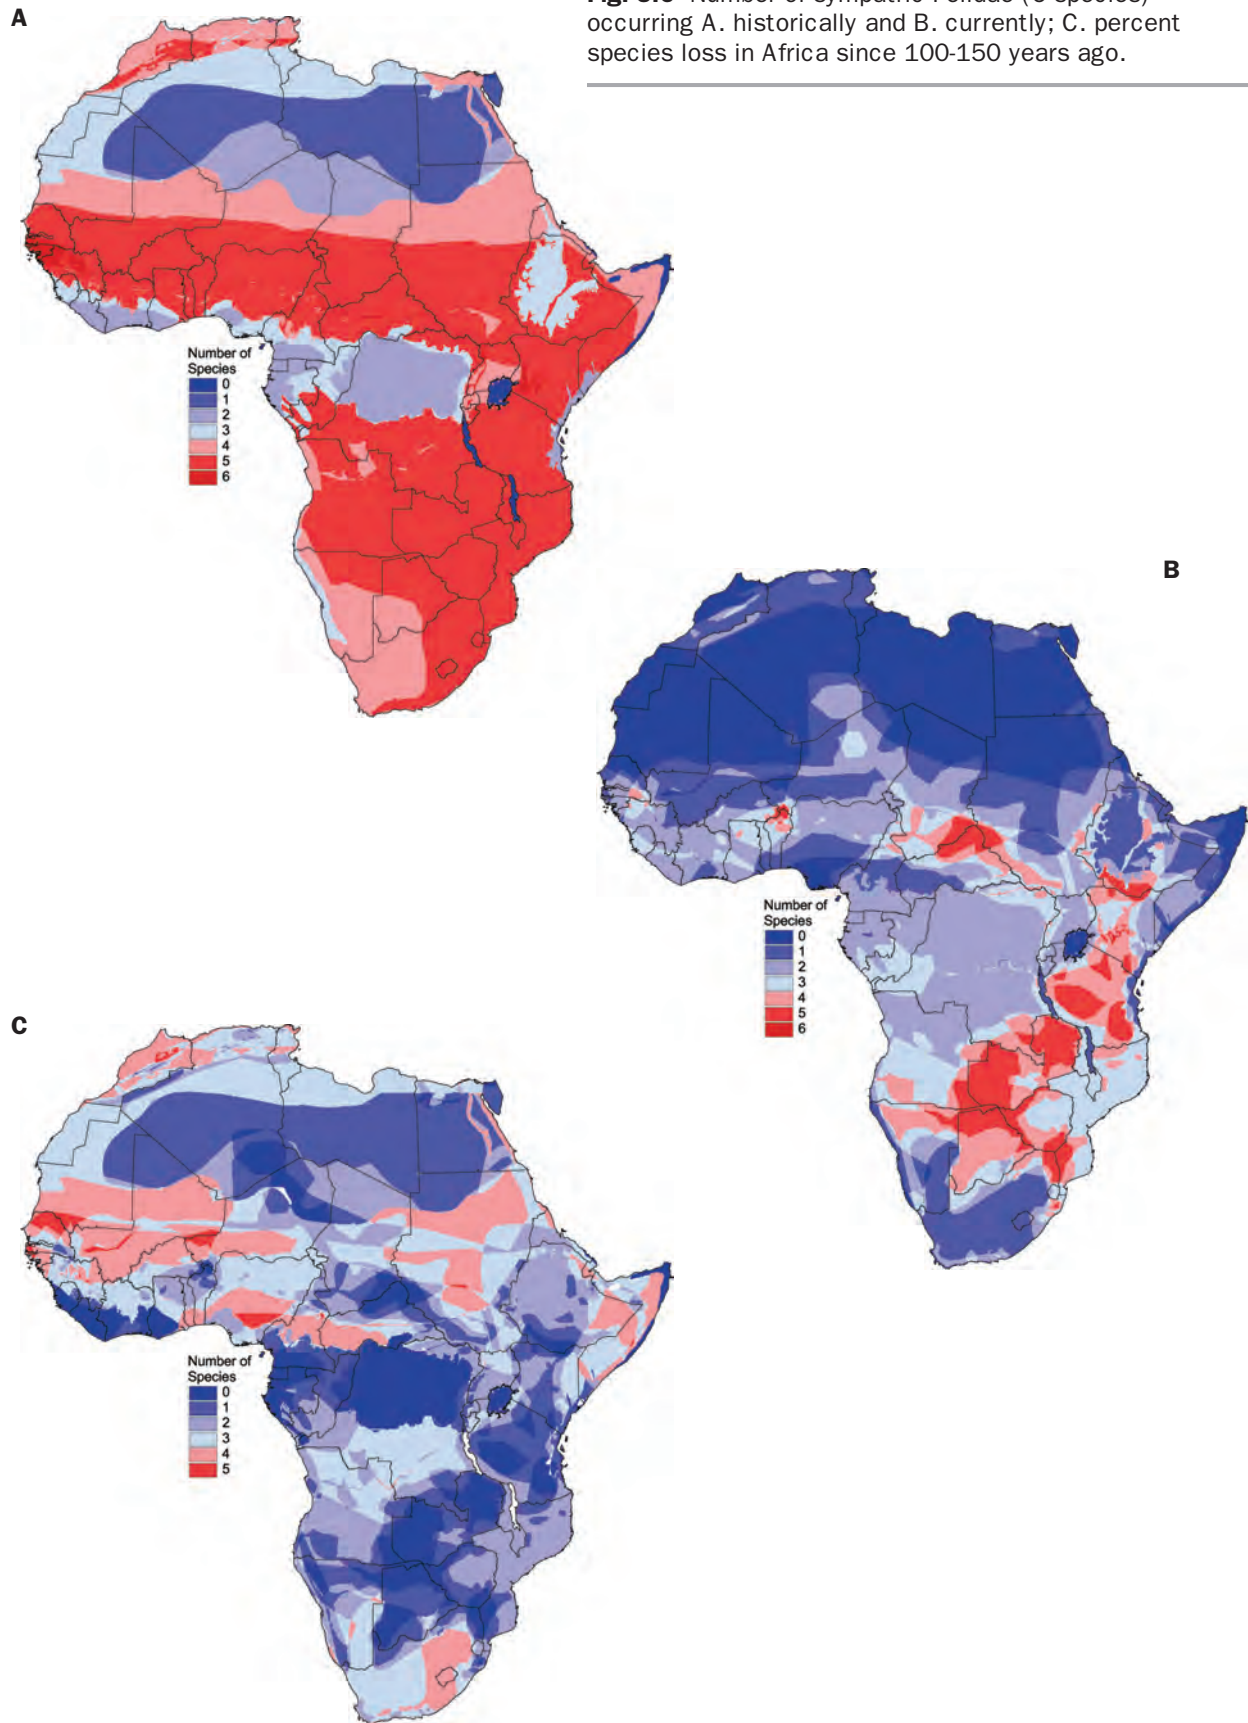 A
occurring A. historically and B. currently; C. percent
species loss in Africa since 100-150 years ago.
Number of
Species
0
1
2
3
4
5
6
B
Number of
Species
0
1
2
3
4
5
6
C
Number of
Species
0
1
2
3
4
5